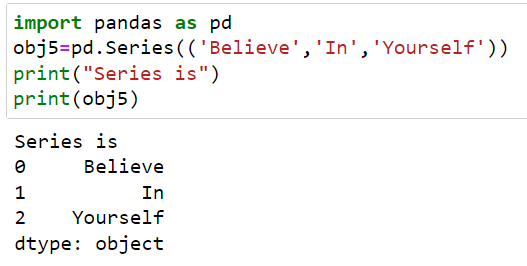 import pandas as pd
obj5=pd.Series(('Believe','In','Yourself'))
print("Series is")
print(obj5)
Series is
0     Believe
1          In
2    Yourself
dtype: object